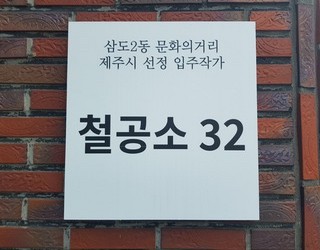 삼도2동 문화의거리
제주시 선정 입주작가
철공소 32